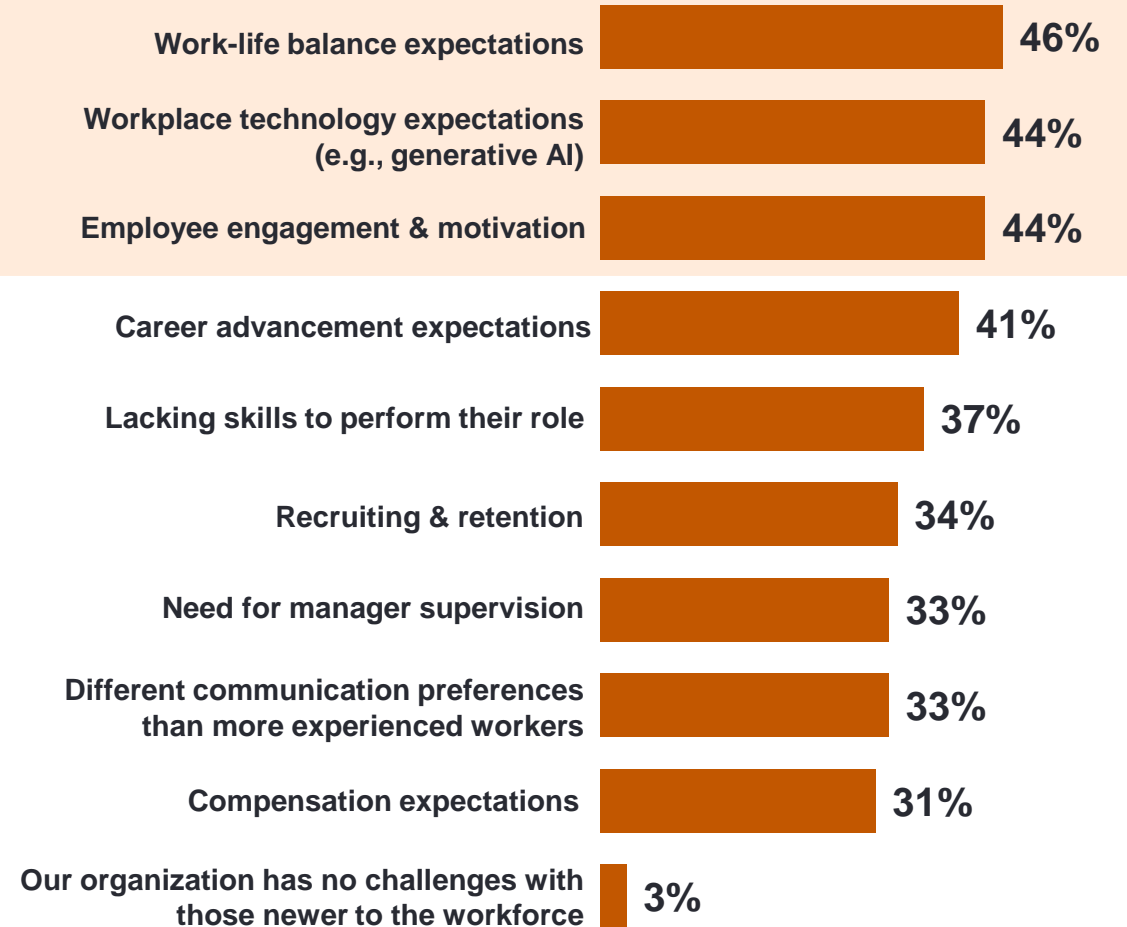 Work-life balance expectations 46%
Workplace technology expectations
(e.g., generative AI) 44%
Employee engagement & motivation 44%
Career advancement expectations 41%
Lacking skills to perform their role 37%
Recruiting & retention 34%
Need for manager supervision 33%
Different communication preferences
than more experienced workers 33%
Compensation expectations 31%
Our organization has no challenges with
those newer to the workforce 3%